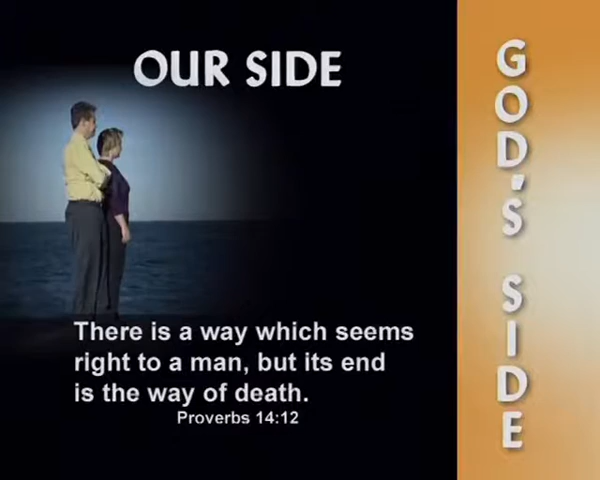 OUR SIDE
There is a way which seems
right to a man, but its end
is the way of death.
Proverbs 14:12
GOD'S SIDE